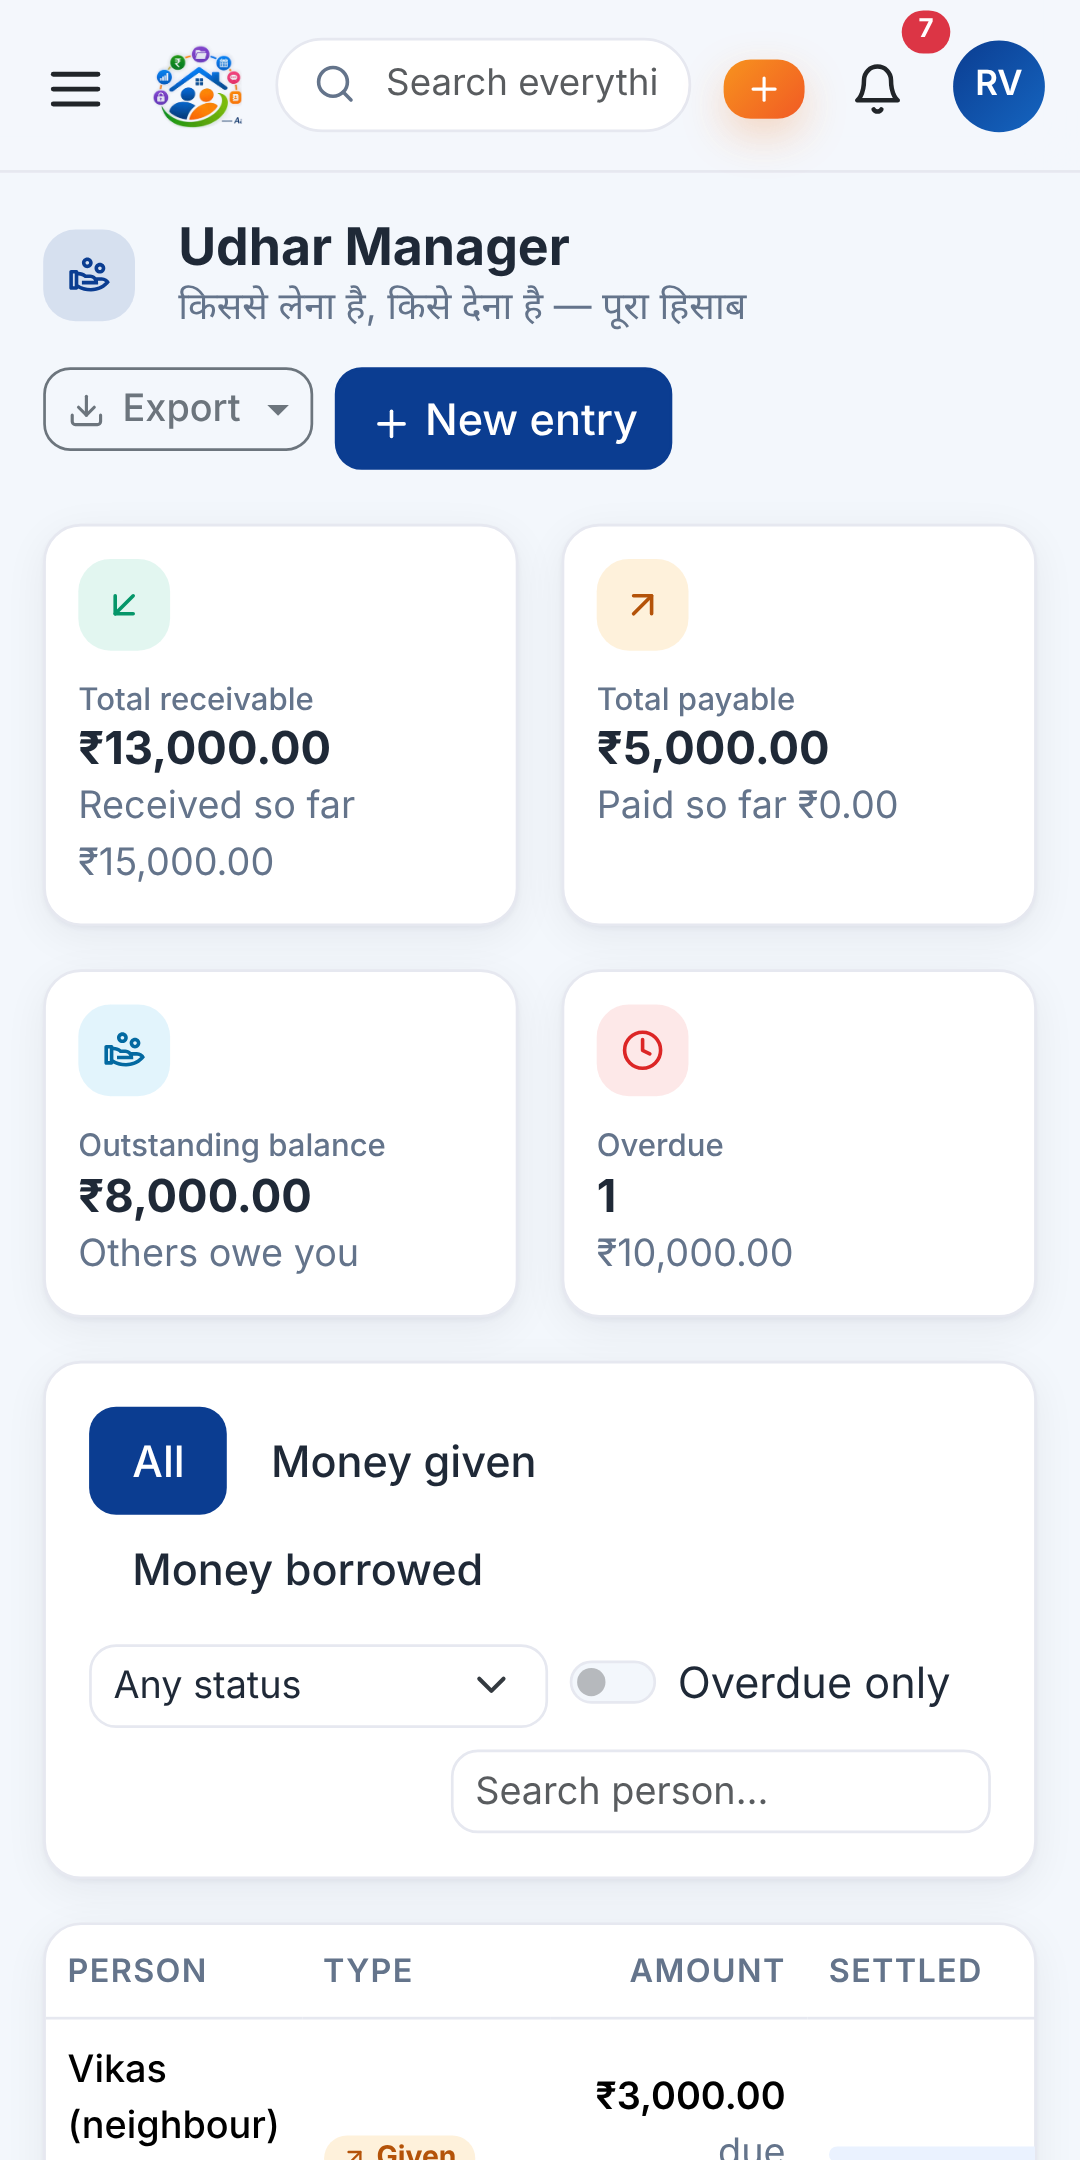 Search everythi
7
RV
Udhar Manager
किससे लेना है, किसे देना है — पूरा हिसाब
Export
+ New entry
Total receivable
₹13,000.00
Received so far
₹15,000.00
Total payable
₹5,000.00
Paid so far ₹0.00
Outstanding balance
₹8,000.00
Others owe you
Overdue
1
₹10,000.00
All
Money given
Money borrowed
Any status
Overdue only
Search person...
PERSON TYPE AMOUNT SETTLED
Vikas
(neighbour)
Given
₹3,000.00
due